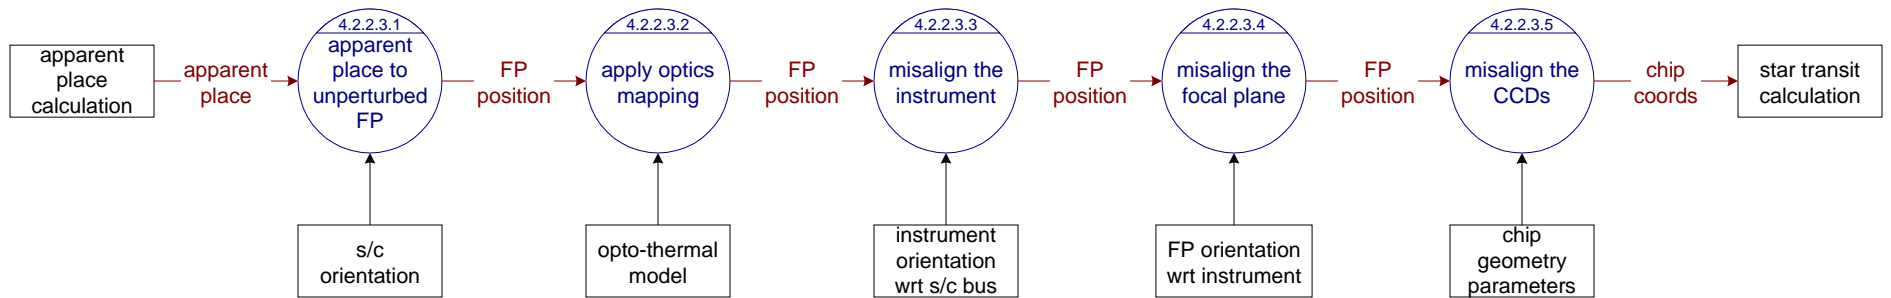 apparent
place
calculation
apparent
place
4.2.2.3.1
apparent
place to
unperturbed
FP
FP
position
4.2.2.3.2
apply optics
mapping
FP
position
4.2.2.3.3
misalign the
instrument
FP
position
4.2.2.3.4
misalign the
focal plane
FP
position
4.2.2.3.5
misalign the
CCDs
chip
coords
star transit
calculation
s/c
orientation
opto-thermal
model
instrument
orientation
wrt s/c bus
FP orientation
wrt instrument
chip
geometry
parameters